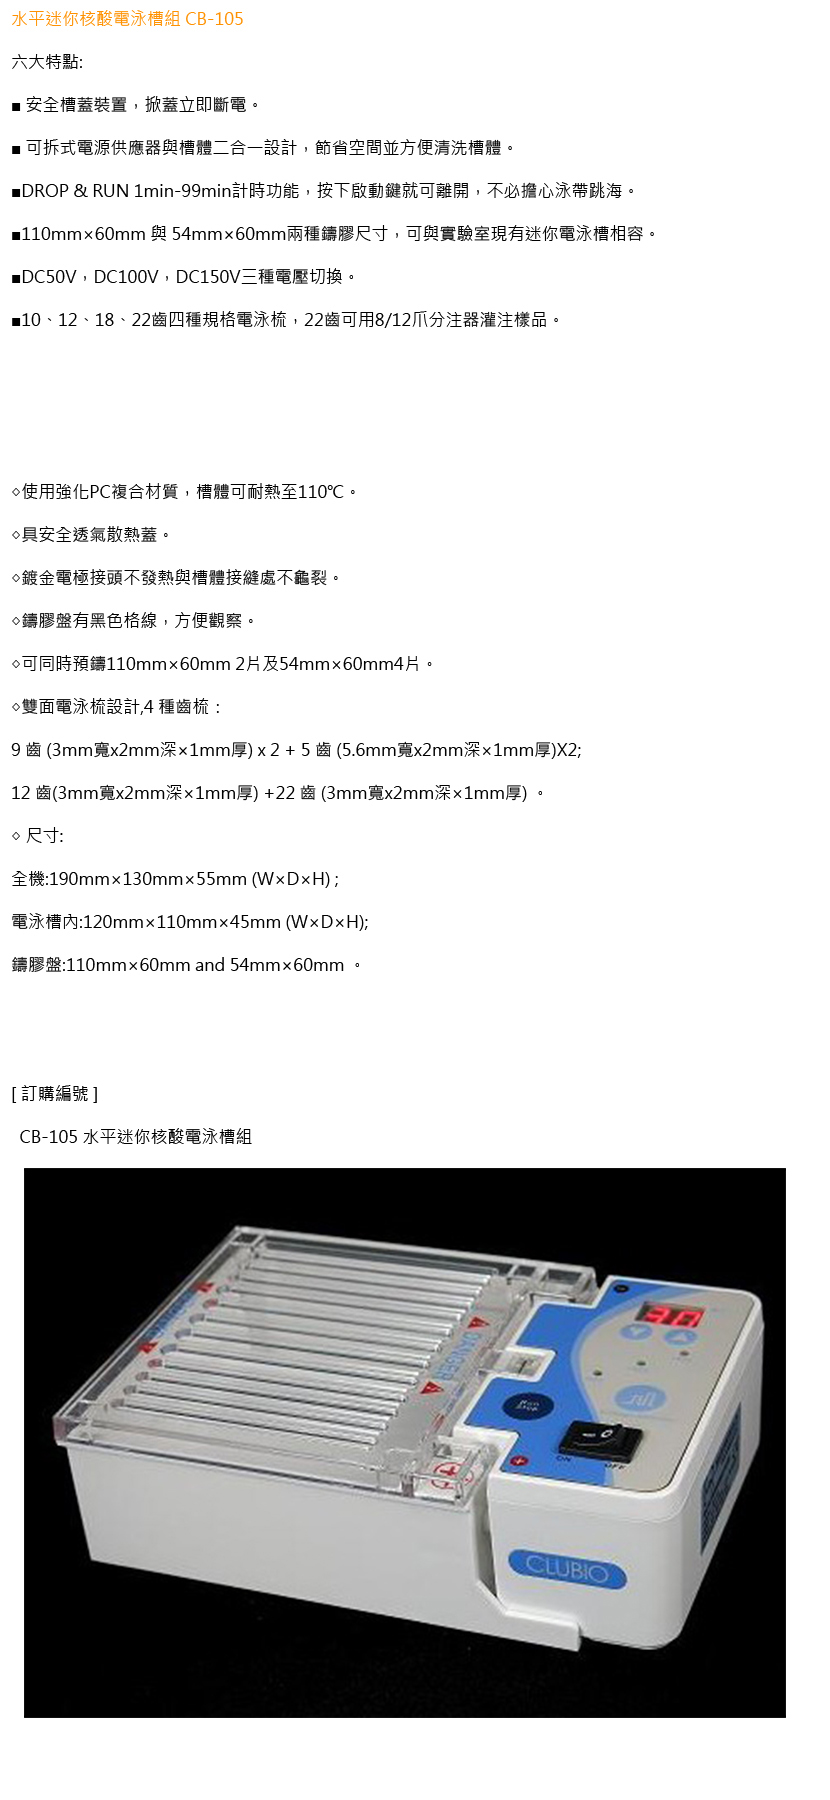 水平迷你核酸電泳槽組 CB-105
六大特點:
■ 安全槽蓋裝置，掀蓋立即斷電。
■ 可拆式電源供應器與槽體二合一設計，節省空間並方便清洗槽體。
■DROP & RUN 1min-99min計時功能，按下啟動鍵就可離開，不必擔心泳帶跳海。
■110mm×60mm 與 54mm×60mm兩種鑄膠尺寸，可與實驗室現有迷你電泳槽相容。
■DC50V，DC100V，DC150V三種電壓切換。
■10、12、18、22齒四種規格電泳梳，22齒可用8/12爪分注器灌注樣品。
◇使用強化PC複合材質，槽體可耐熱至110℃。
◇具安全透氣散熱蓋。
◇鍍金電極接頭不發熱與槽體接縫處不龜裂。
◇鑄膠盤有黑色格線，方便觀察。
◇可同時預鑄110mm×60mm 2片及54mm×60mm4片。
◇雙面電泳梳設計,4 種齒梳：
9 齒 (3mm寬x2mm深×1mm厚) x 2 + 5 齒 (5.6mm寬x2mm深×1mm厚)X2;
12 齒(3mm寬x2mm深×1mm厚) +22 齒 (3mm寬x2mm深×1mm厚) 。
◇ 尺寸:
全機:190mm×130mm×55mm (W×D×H) ;
電泳槽內:120mm×110mm×45mm (W×D×H);
鑄膠盤:110mm×60mm and 54mm×60mm 。
[ 訂購編號 ]
CB-105 水平迷你核酸電泳槽組
30
DANGER
Run
ON OFF
CLUBIO